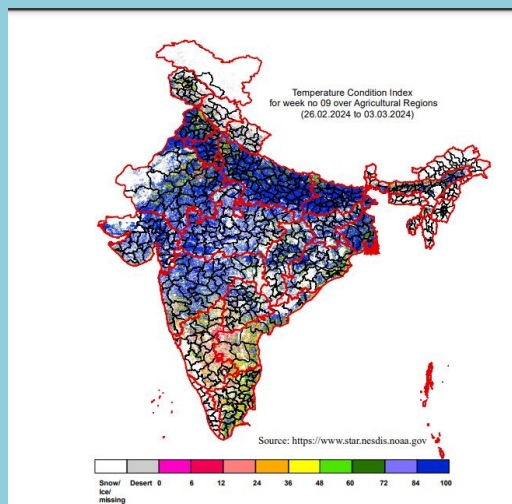 Temperature Condition Index
for week no 09 over Agricultural Regions
(26.02.2024 to 03.03.2024)
Source: https://www.star.nesdis.noaa.gov
Snow/ Desert 0 6 12 24 36 48 60 72 84 100
Ice/
missing